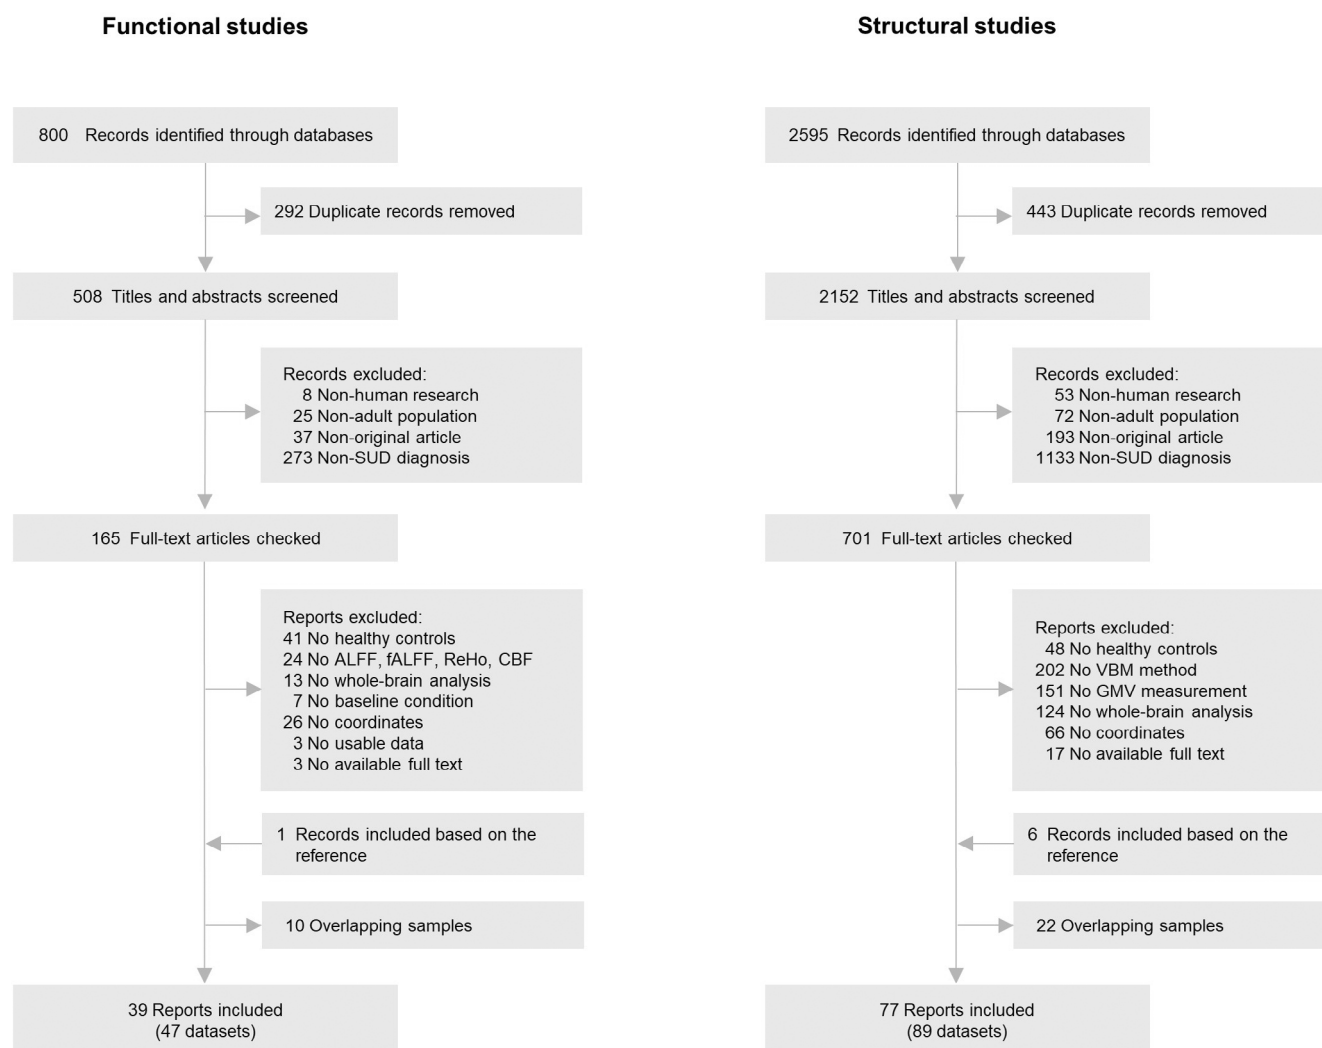 Functional studies
800 Records identified through databases
292 Duplicate records removed
508 Titles and abstracts screened
Records excluded:
8 Non-human research
25 Non-adult population
37 Non-original article
273 Non-SUD diagnosis
165 Full-text articles checked
Reports excluded:
41 No healthy controls
24 No ALFF, fALFF, ReHo, CBF
13 No whole-brain analysis
7 No baseline condition
26 No coordinates
3 No usable data
3 No available full text
1 Records included based on the
reference
10 Overlapping samples
39 Reports included
(47 datasets)
Structural studies
2595 Records identified through databases
443 Duplicate records removed
2152 Titles and abstracts screened
Records excluded:
53 Non-human research
72 Non-adult population
193 Non-original article
1133 Non-SUD diagnosis
701 Full-text articles checked
Reports excluded:
48 No healthy controls
202 No VBM method
151 No GMV measurement
124 No whole-brain analysis
66 No coordinates
17 No available full text
6 Records included based on the
reference
22 Overlapping samples
77 Reports included
(89 datasets)